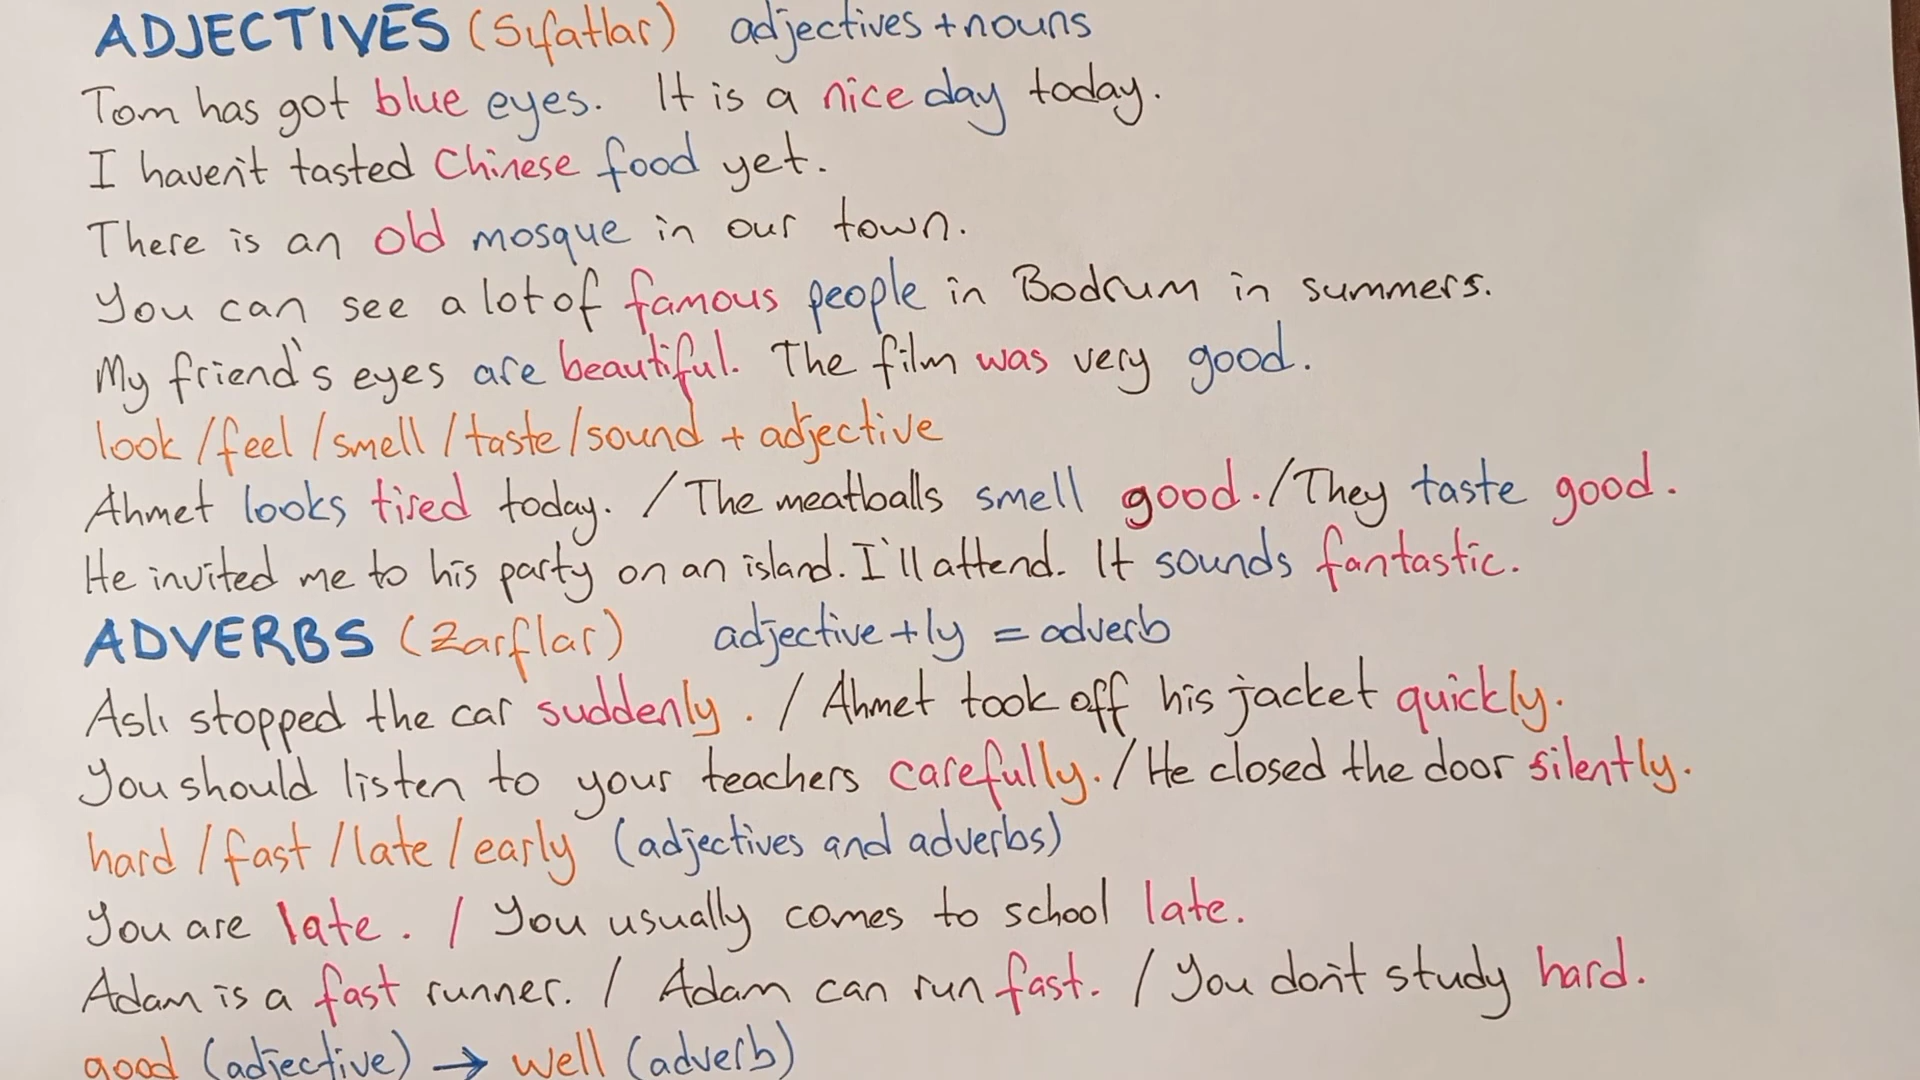 ADJECTIVES (Sıfatlar) adjectives + nouns
Tom has got blue eyes. It is a nice day today.
I haven't tasted Chinese food yet.
There is an old mosque in our town.
You can see a lot of famous people in Bodrum in summers.
My friend's eyes are beautiful. The film was very good.
look / feel / smell / taste / sound + adjective
Ahmet looks tired today. / The meatballs smell good. / They taste good.
He invited me to his party on an island. I'll attend. It sounds fantastic.
ADVERBS (Zarflar) adjective + ly = adverb
Aslı stopped the car suddenly. / Ahmet took off his jacket quickly.
You should listen to your teachers carefully. / He closed the door silently.
hard / fast / late / early (adjectives and adverbs)
You are late. / You usually comes to school late.
Adam is a fast runner. / Adam can run fast. / You don't study hard.
good (adjective) → well (adverb)